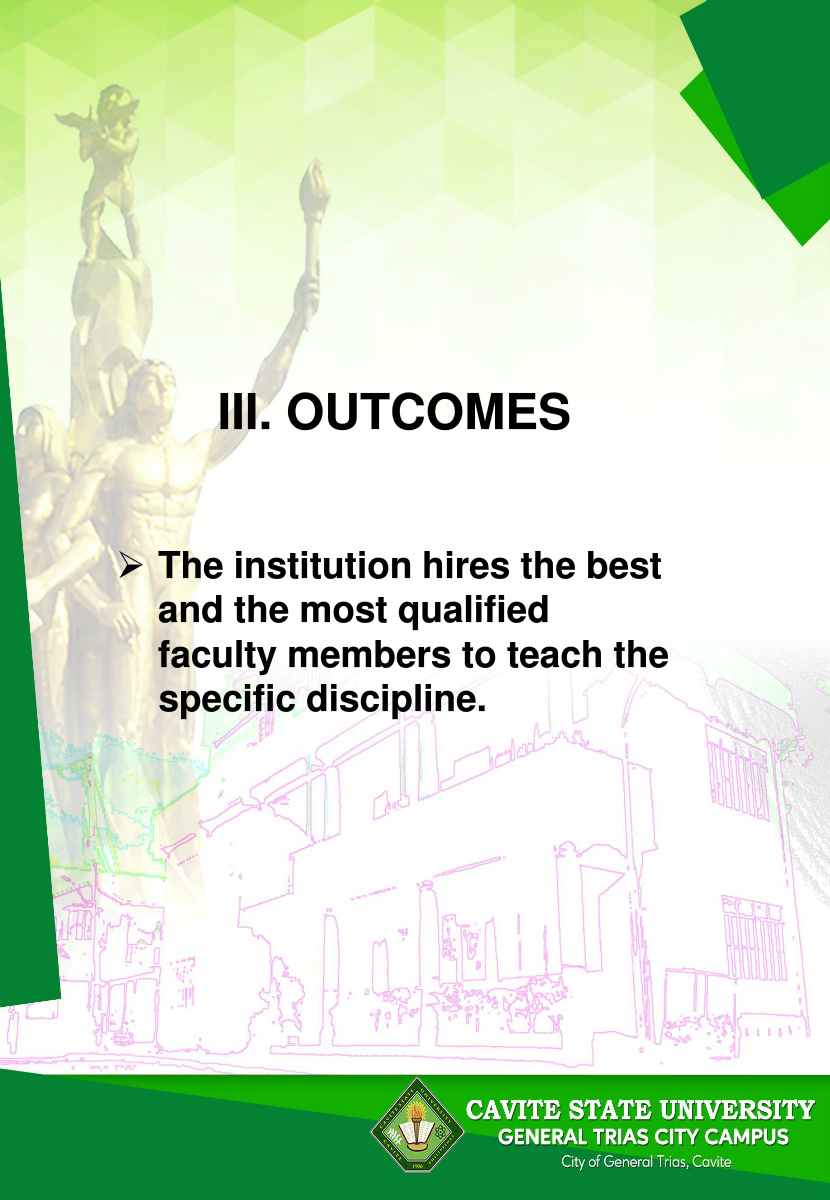 III. OUTCOMES
➢ The institution hires the best
and the most qualified
faculty members to teach the
specific discipline.
CAVITE STATE UNIVERSITY
GENERAL TRIAS CITY CAMPUS
City of General Trias, Cavite
1906